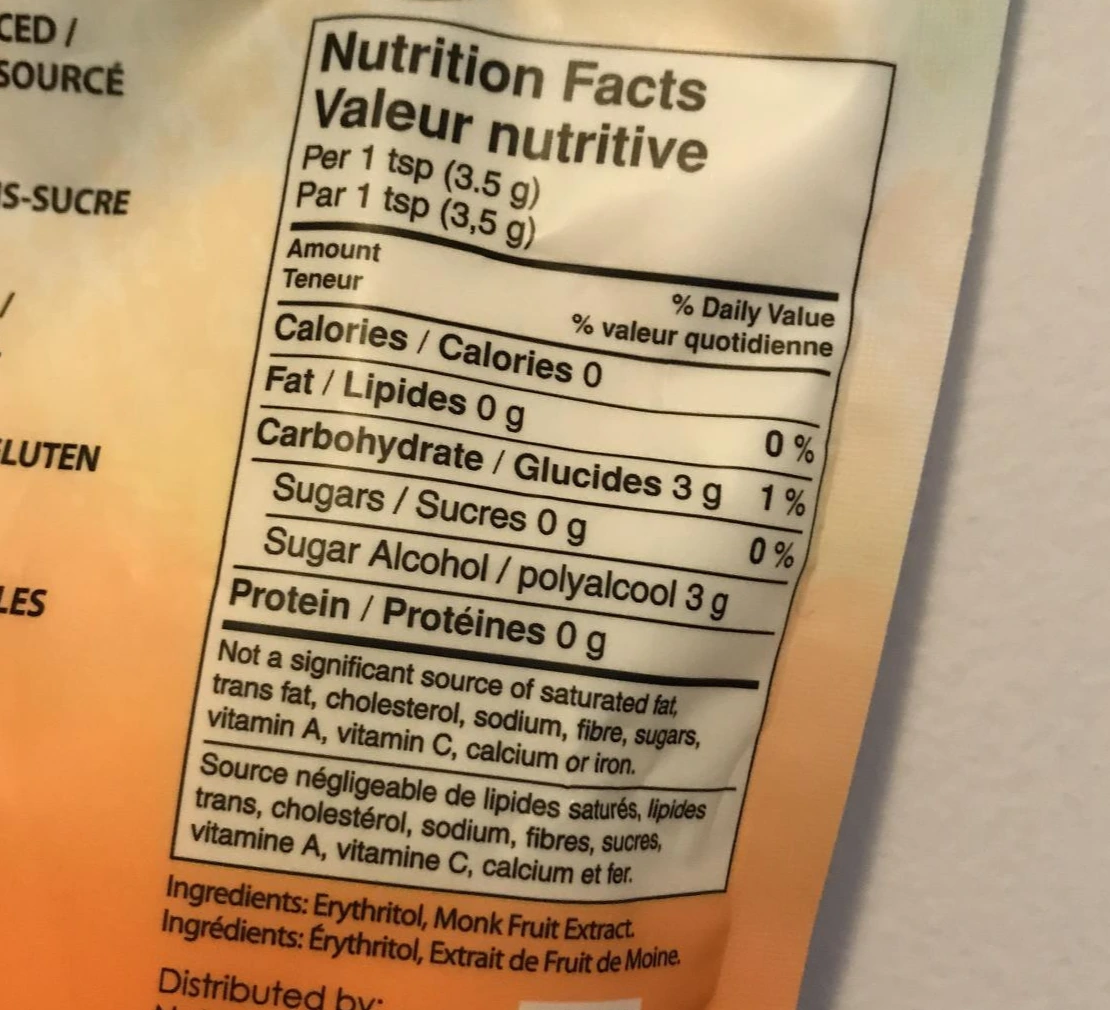 CED /
SOURCÉ
S-SUCRE
/
LUTEN
LES
Nutrition Facts
Valeur nutritive
Per 1 tsp (3.5 g)
Par 1 tsp (3,5 g)
Amount
Teneur
% Daily Value
% valeur quotidienne
Calories / Calories 0
Fat / Lipides 0 g 0 %
Carbohydrate / Glucides 3 g 1 %
Sugars / Sucres 0 g 0 %
Sugar Alcohol / polyalcool 3 g
Protein / Protéines 0 g
Not a significant source of saturated fat,
trans fat, cholesterol, sodium, fibre, sugars,
vitamin A, vitamin C, calcium or iron.
Source négligeable de lipides saturés, lipides
trans, cholestérol, sodium, fibres, sucres,
vitamine A, vitamine C, calcium et fer.
Ingredients: Erythritol, Monk Fruit Extract.
Ingrédients: Érythritol, Extrait de Fruit de Moine.
Distributed by: